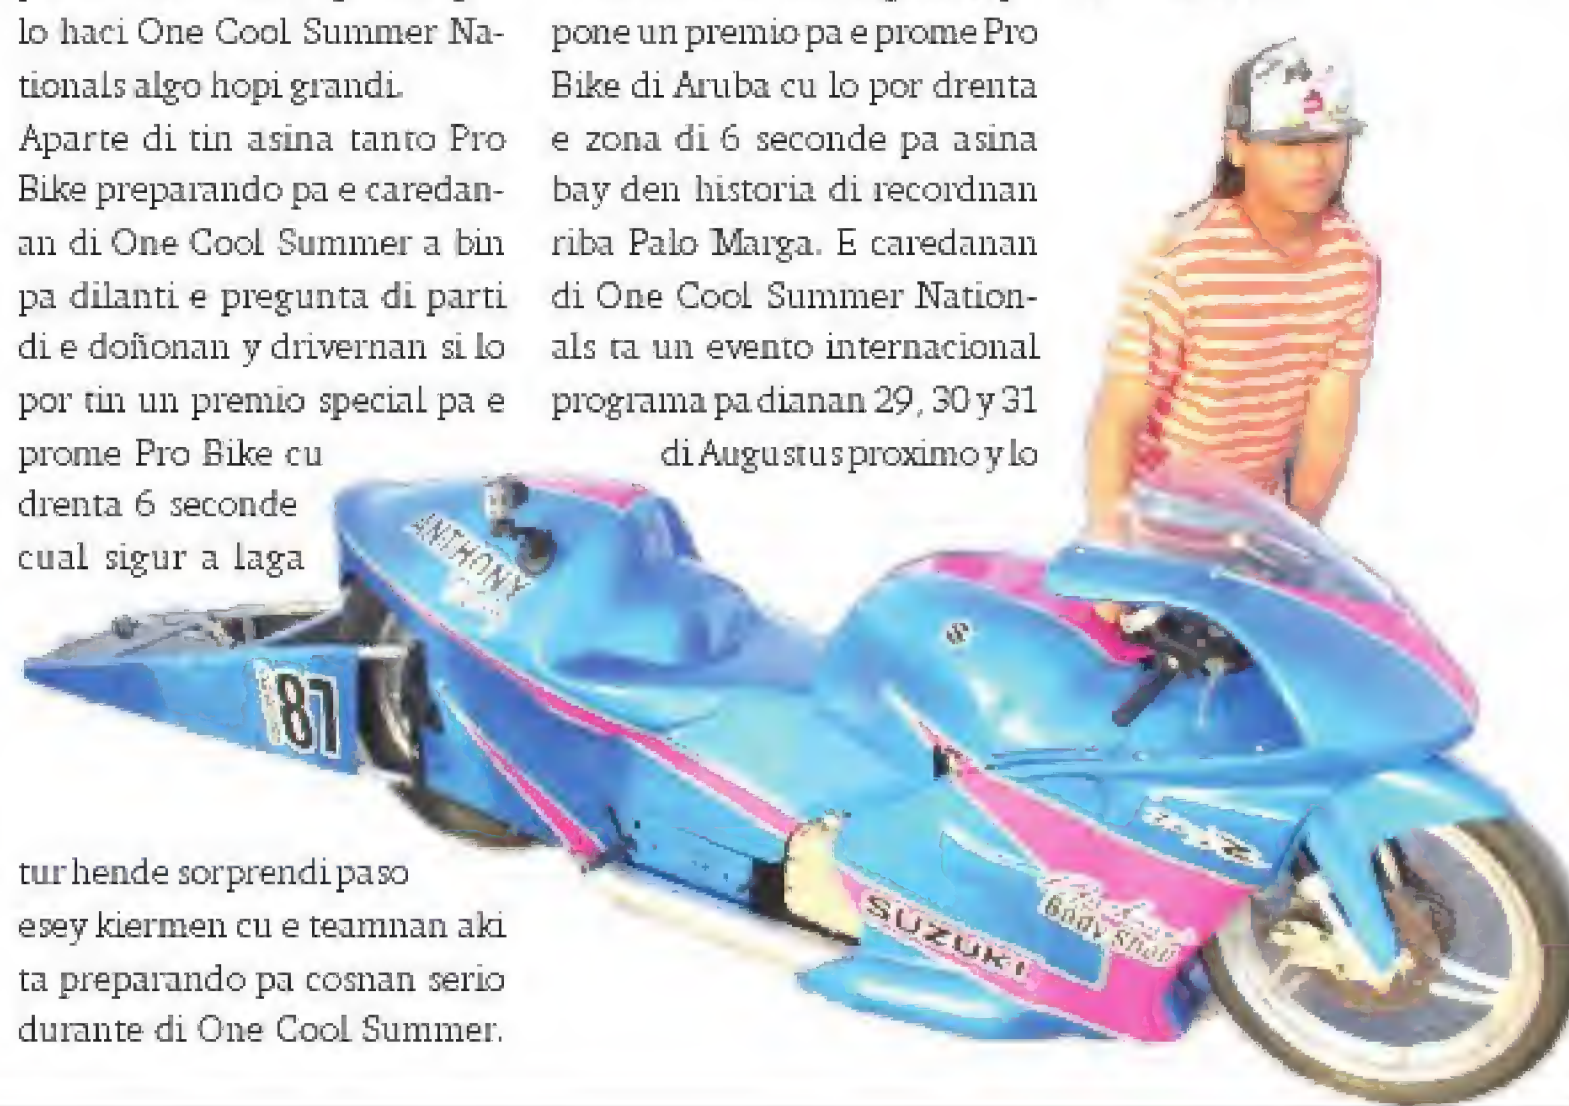 lo haci One Cool Summer Na-
tionals algo hopi grandi.
Aparte di tin asina tanto Pro
Bike preparando pa e caredan-
an di One Cool Summer a bin
pa dilanti e pregunta di parti
di e doñonan y drivernan si lo
por tin un premio special pa e
prome Pro Bike cu
drenta 6 seconde
cual sigur a laga
tur hende sorprendi paso
esey kiermen cu e teamnan aki
ta preparando pa cosnan serio
durante di One Cool Summer.
pone un premio pa e prome Pro
Bike di Aruba cu lo por drenta
e zona di 6 seconde pa asina
bay den historia di recordnan
riba Palo Marga. E caredanan
di One Cool Summer Nation-
als ta un evento internacional
programa pa dianan 29, 30 y 31
di Augustus proximo y lo
ANTHONY
87
8
SUZUKI
Body Shop